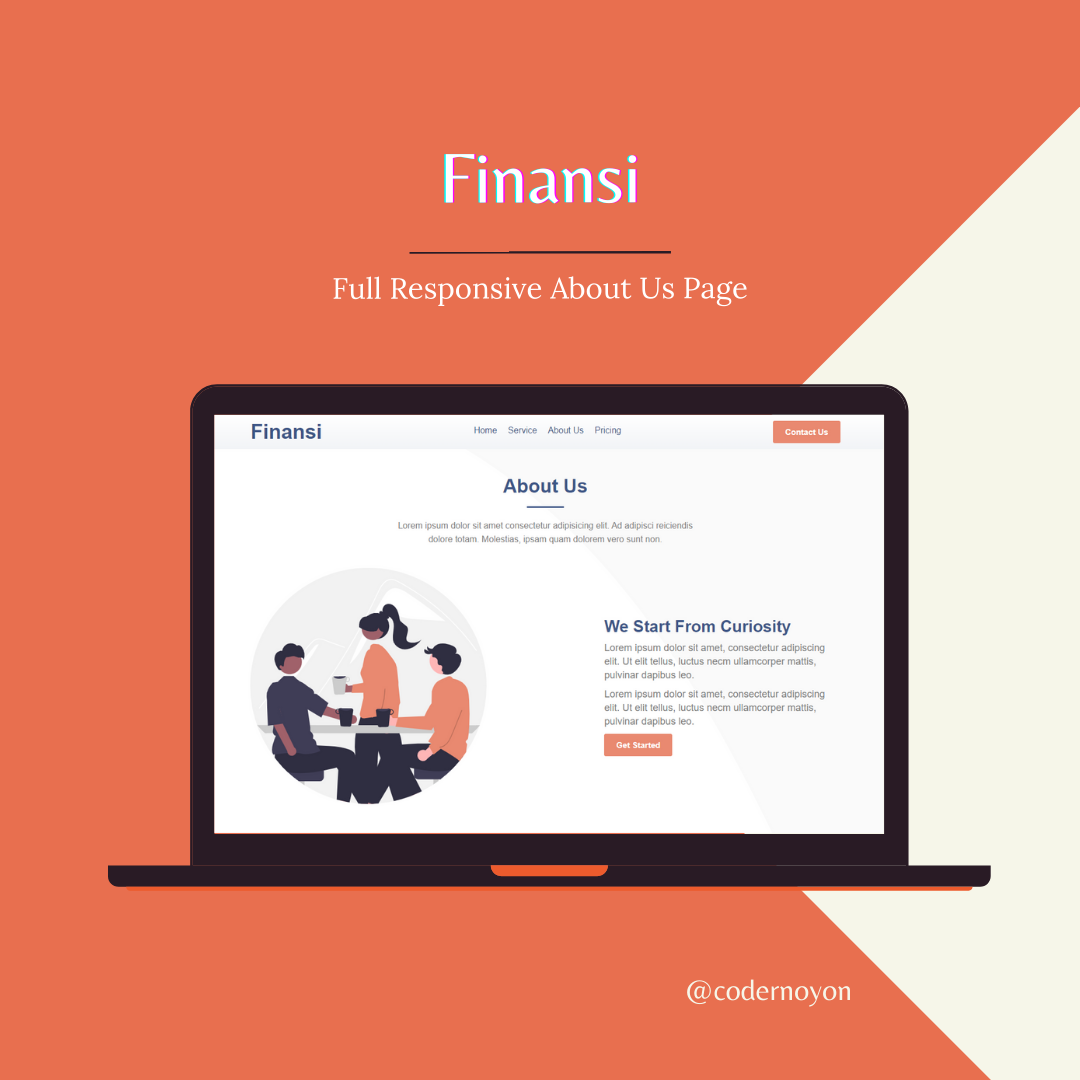 Finansi
Full Responsive About Us Page
Finansi
Home Service About Us Pricing
Contact Us
About Us
Lorem ipsum dolor sit amet consectetur adipisicing elit. Ad adipisci reiciendis
dolore totam. Molestias, ipsam quam dolorem vero sunt non.
We Start From Curiosity
Lorem ipsum dolor sit amet, consectetur adipiscing
elit. Ut elit tellus, luctus necm ullamcorper mattis,
pulvinar dapibus leo.
Lorem ipsum dolor sit amet, consectetur adipiscing
elit. Ut elit tellus, luctus necm ullamcorper mattis,
pulvinar dapibus leo.
Get Started
@codernoyon